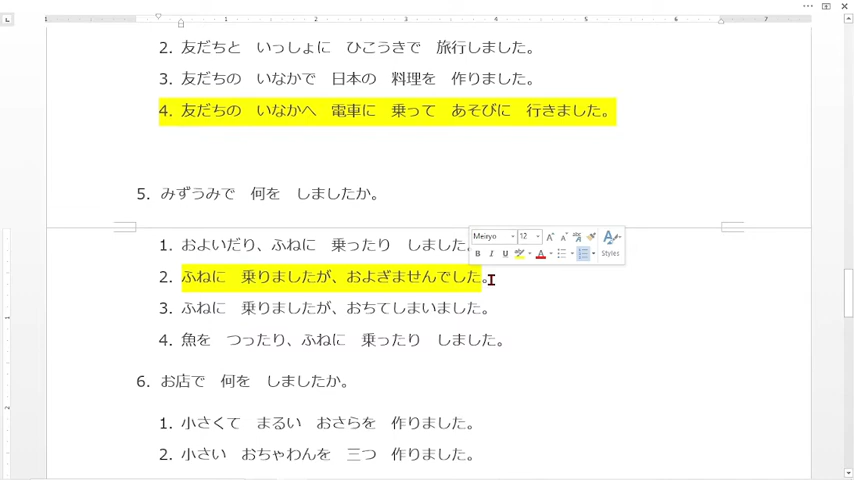 2. 友だちと　いっしょに　ひこうきで　旅行しました。
3. 友だちの　いなかで　日本の　料理を　作りました。
4. 友だちの　いなかへ　電車に　乗って　あそびに　行きました。
5. みずうみで　何を　しましたか。
1. およいだり、ふねに　乗ったり　しました。
Meiryo 12
B I U A Styles
2. ふねに　乗りましたが、およぎませんでした。
3. ふねに　乗りましたが、おちてしまいました。
4. 魚を　つったり、ふねに　乗ったり　しました。
6. お店で　何を　しましたか。
1. 小さくて　まるい　おさらを　作りました。
2. 小さい　おちゃわんを　三つ　作りました。